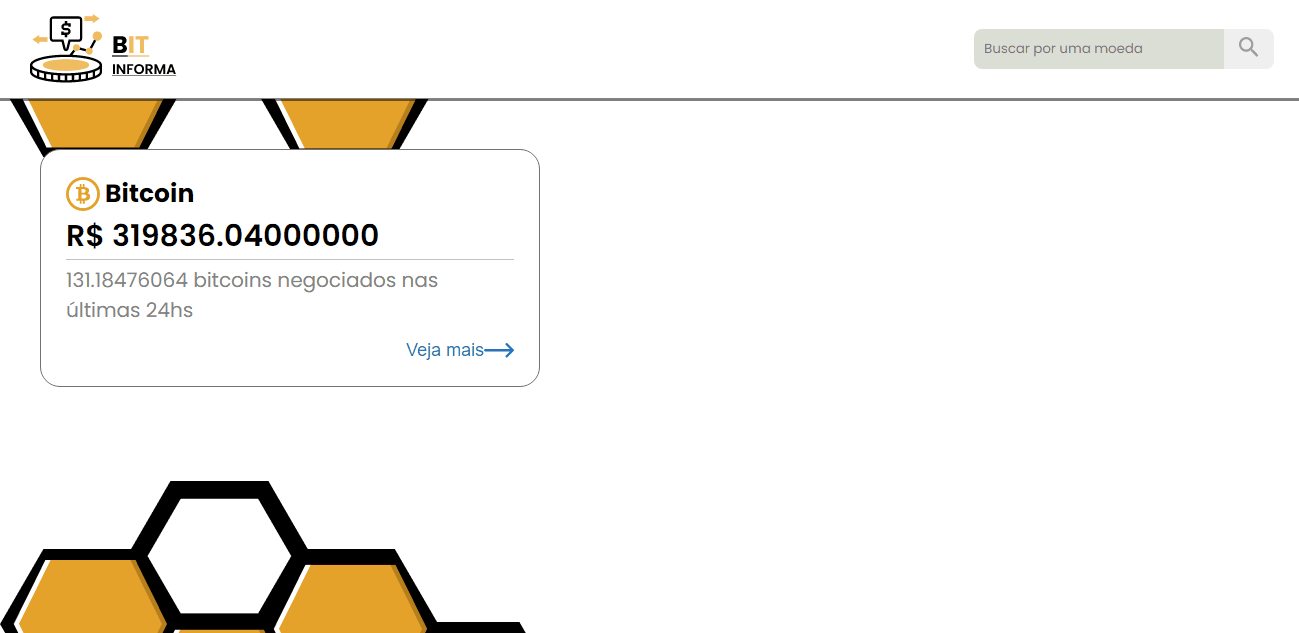 $
BIT
INFORMA
Buscar por uma moeda
Bitcoin
R$ 319836.04000000
131.18476064 bitcoins negociados nas
últimas 24hs
Veja mais